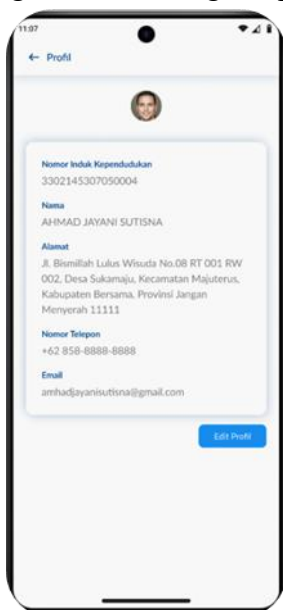 11:97
← Profil
Nomor Induk Kependudukan
3302145307050004
Nama
AHMAD JAYANI SUTISNA
Alamat
Jl. Bismillah Lulus Wisuda No.08 RT 001 RW
002, Desa Sukamaju, Kecamatan Majuterus,
Kabupaten Bersama, Provinsi Jangan
Menyerah 11111
Nomor Telepon
+62 858-8888-8888
Email
amhadjayanisutisna@gmail.com
Edit Profil